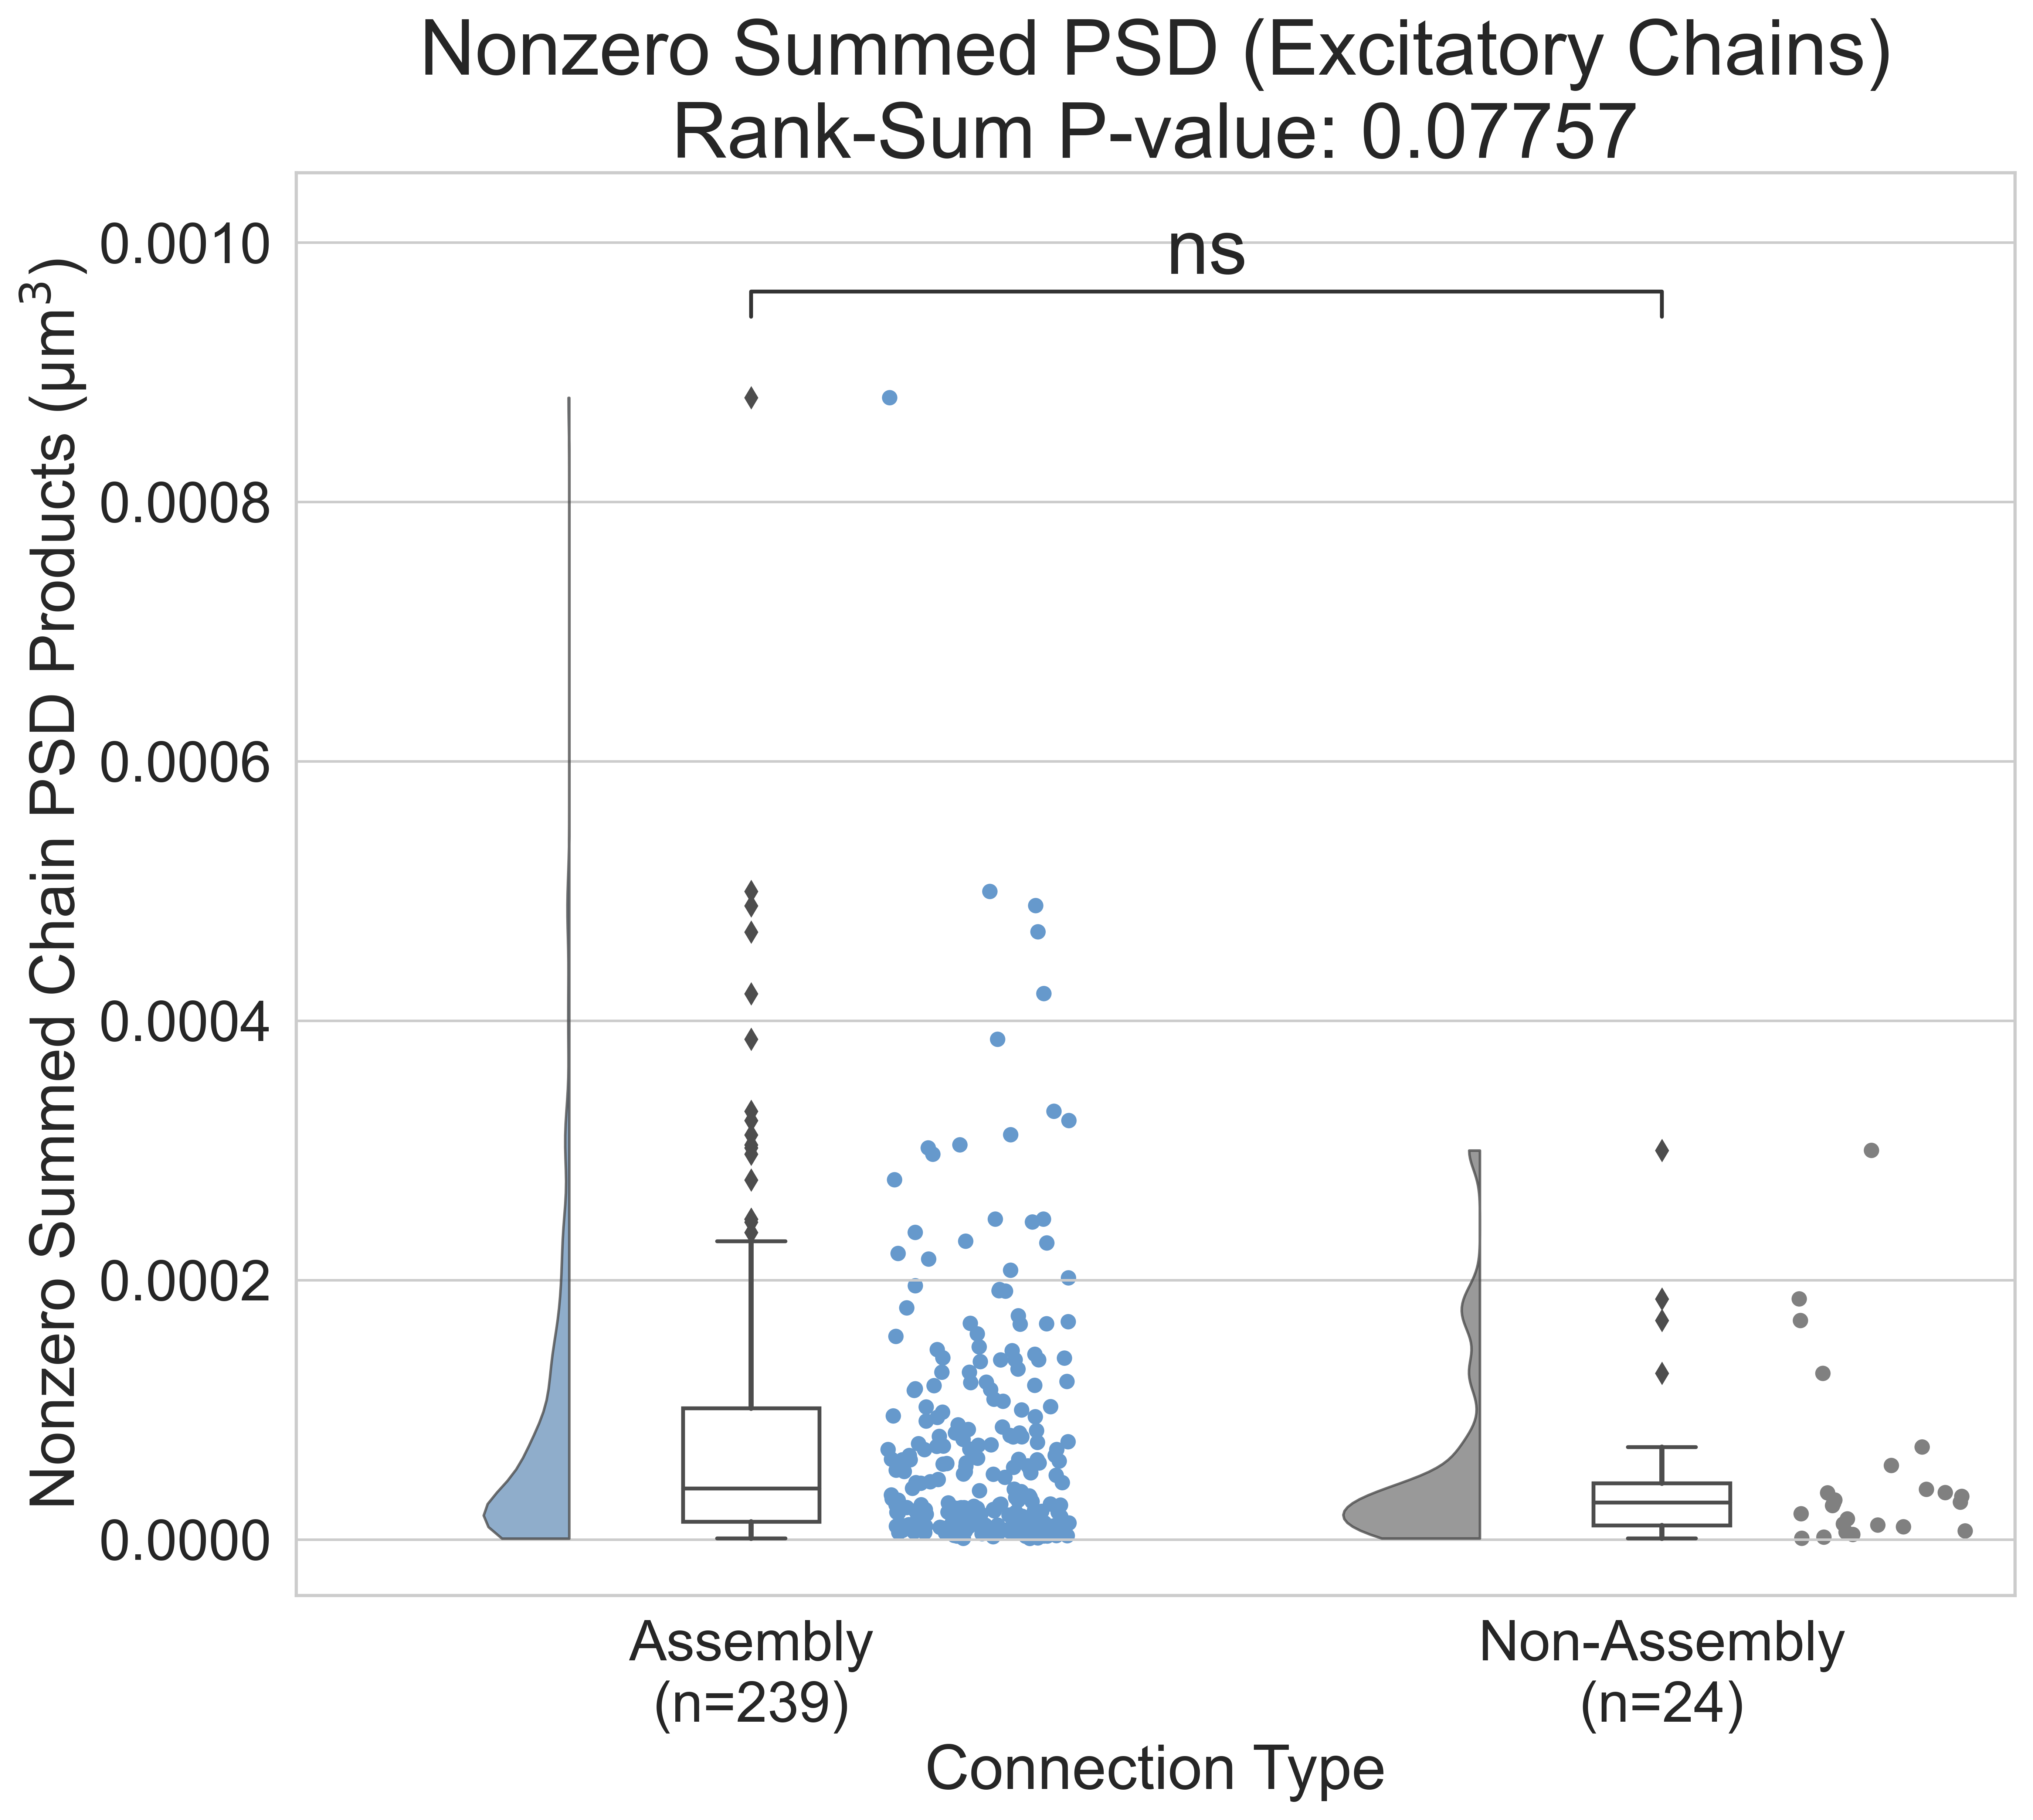 Nonzero Summed PSD (Excitatory Chains)
Rank-Sum P-value: 0.07757
Nonzero Summed Chain PSD Products (µm³)
0.0010
0.0008
0.0006
0.0004
0.0002
0.0000
ns
Assembly
(n=239)
Non-Assembly
(n=24)
Connection Type